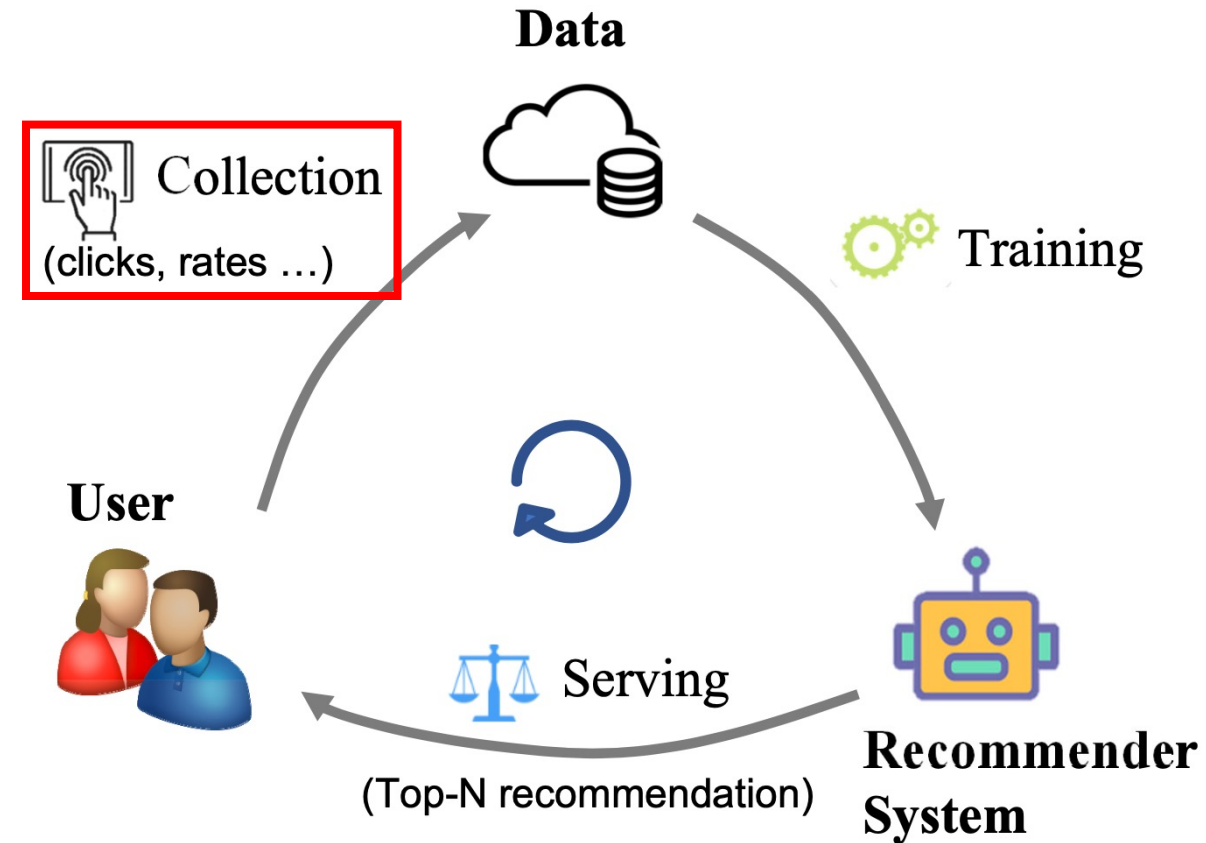 Data
Collection
(clicks, rates …)
Training
User
Serving
(Top-N recommendation)
Recommender
System